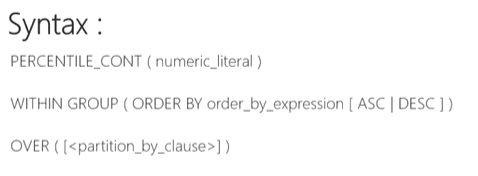 Syntax :
PERCENTILE_CONT ( numeric_literal )
WITHIN GROUP ( ORDER BY order_by_expression [ ASC | DESC ] )
OVER ( [<partition_by_clause>] )